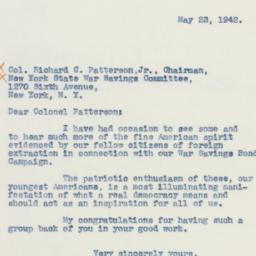 May 23, 1942.
Col. Richard C. Patterson,Jr., Chairman,
New York State War Savings Committee,
1270 Sixth Avenue,
New York, N. Y.
Dear Colonel Patterson:
I have had occasion to see some and
to hear much more of the fine American spirit
evidenced by our fellow citizens of foreign
extraction in connection with our War Savings Bond
Campaign.
The patriotic enthusiasm of these, our
youngest Americans, is a most illuminating mani-
festation of what a real democracy means and
should act as an inspiration for all of us.
My congratulations for having such a
group back of you in your good work.
Very sincerely yours,